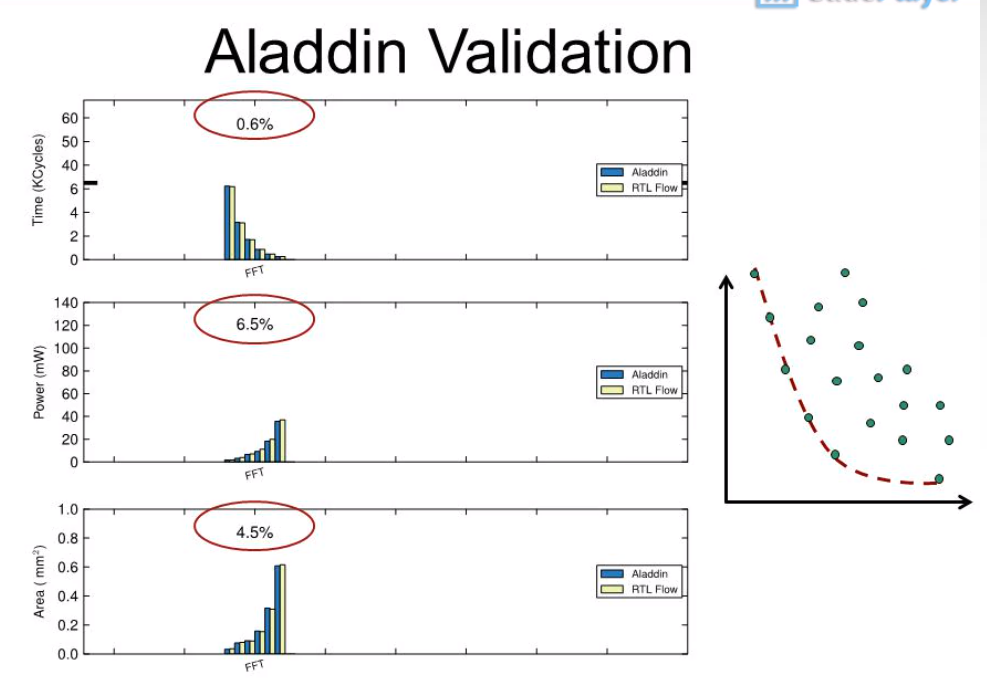 Aladdin Validation
60
50
40
6
4
2
0
Time (KCycles)
0.6%
Aladdin
RTL Flow
FFT
140
120
100
80
60
40
20
0
Power (mW)
6.5%
Aladdin
RTL Flow
FFT
1.0
0.8
0.6
0.4
0.2
0.0
Area ( mm²)
4.5%
Aladdin
RTL Flow
FFT